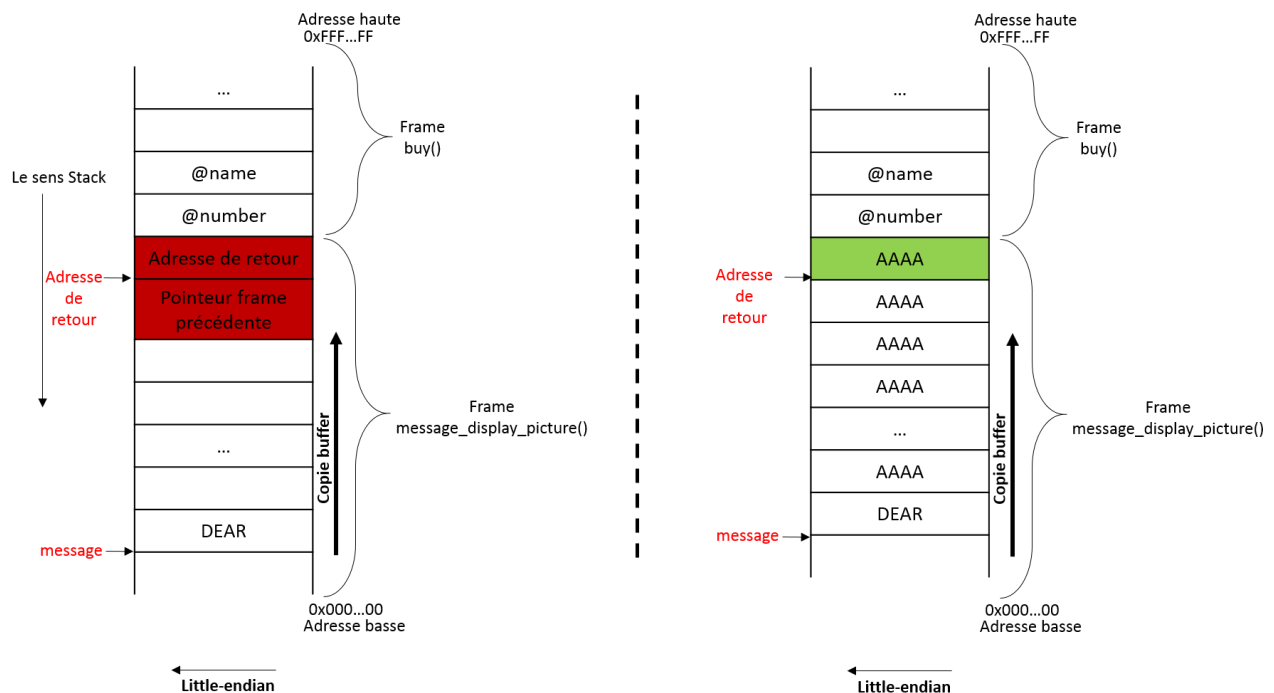 Adresse haute
0xFFF...FF
...
Frame
buy()
@name
Le sens Stack
@number
Adresse de retour
Adresse
de
retour
Pointeur frame
précédente
Frame
message_display_picture()
...
Copie buffer
DEAR
message
0x000...00
Adresse basse
Little-endian
Adresse haute
0xFFF...FF
...
Frame
buy()
@name
@number
AAAA
Adresse
de
retour
AAAA
AAAA
AAAA
Frame
message_display_picture()
...
Copie buffer
AAAA
DEAR
message
0x000...00
Adresse basse
Little-endian